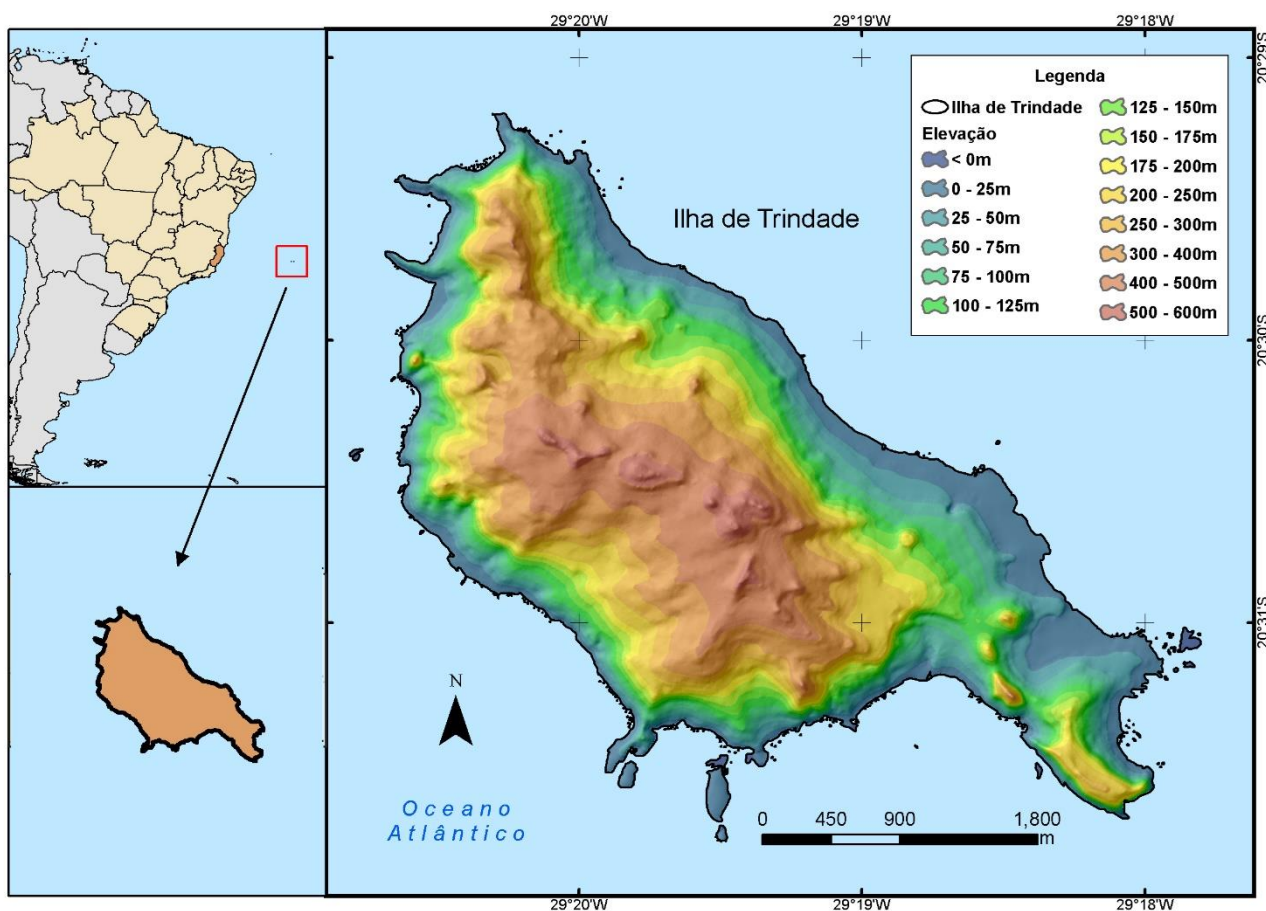 29°20'W
29°19'W
29°18'W
20°29'S
Legenda
Ilha de Trindade
Elevação
< 0m
0 - 25m
25 - 50m
50 - 75m
75 - 100m
100 - 125m
125 - 150m
150 - 175m
175 - 200m
200 - 250m
250 - 300m
300 - 400m
400 - 500m
500 - 600m
Ilha de Trindade
20°30'S
20°31'S
N
Oceano
Atlântico
0 450 900 1,800
m
29°20'W
29°19'W
29°18'W